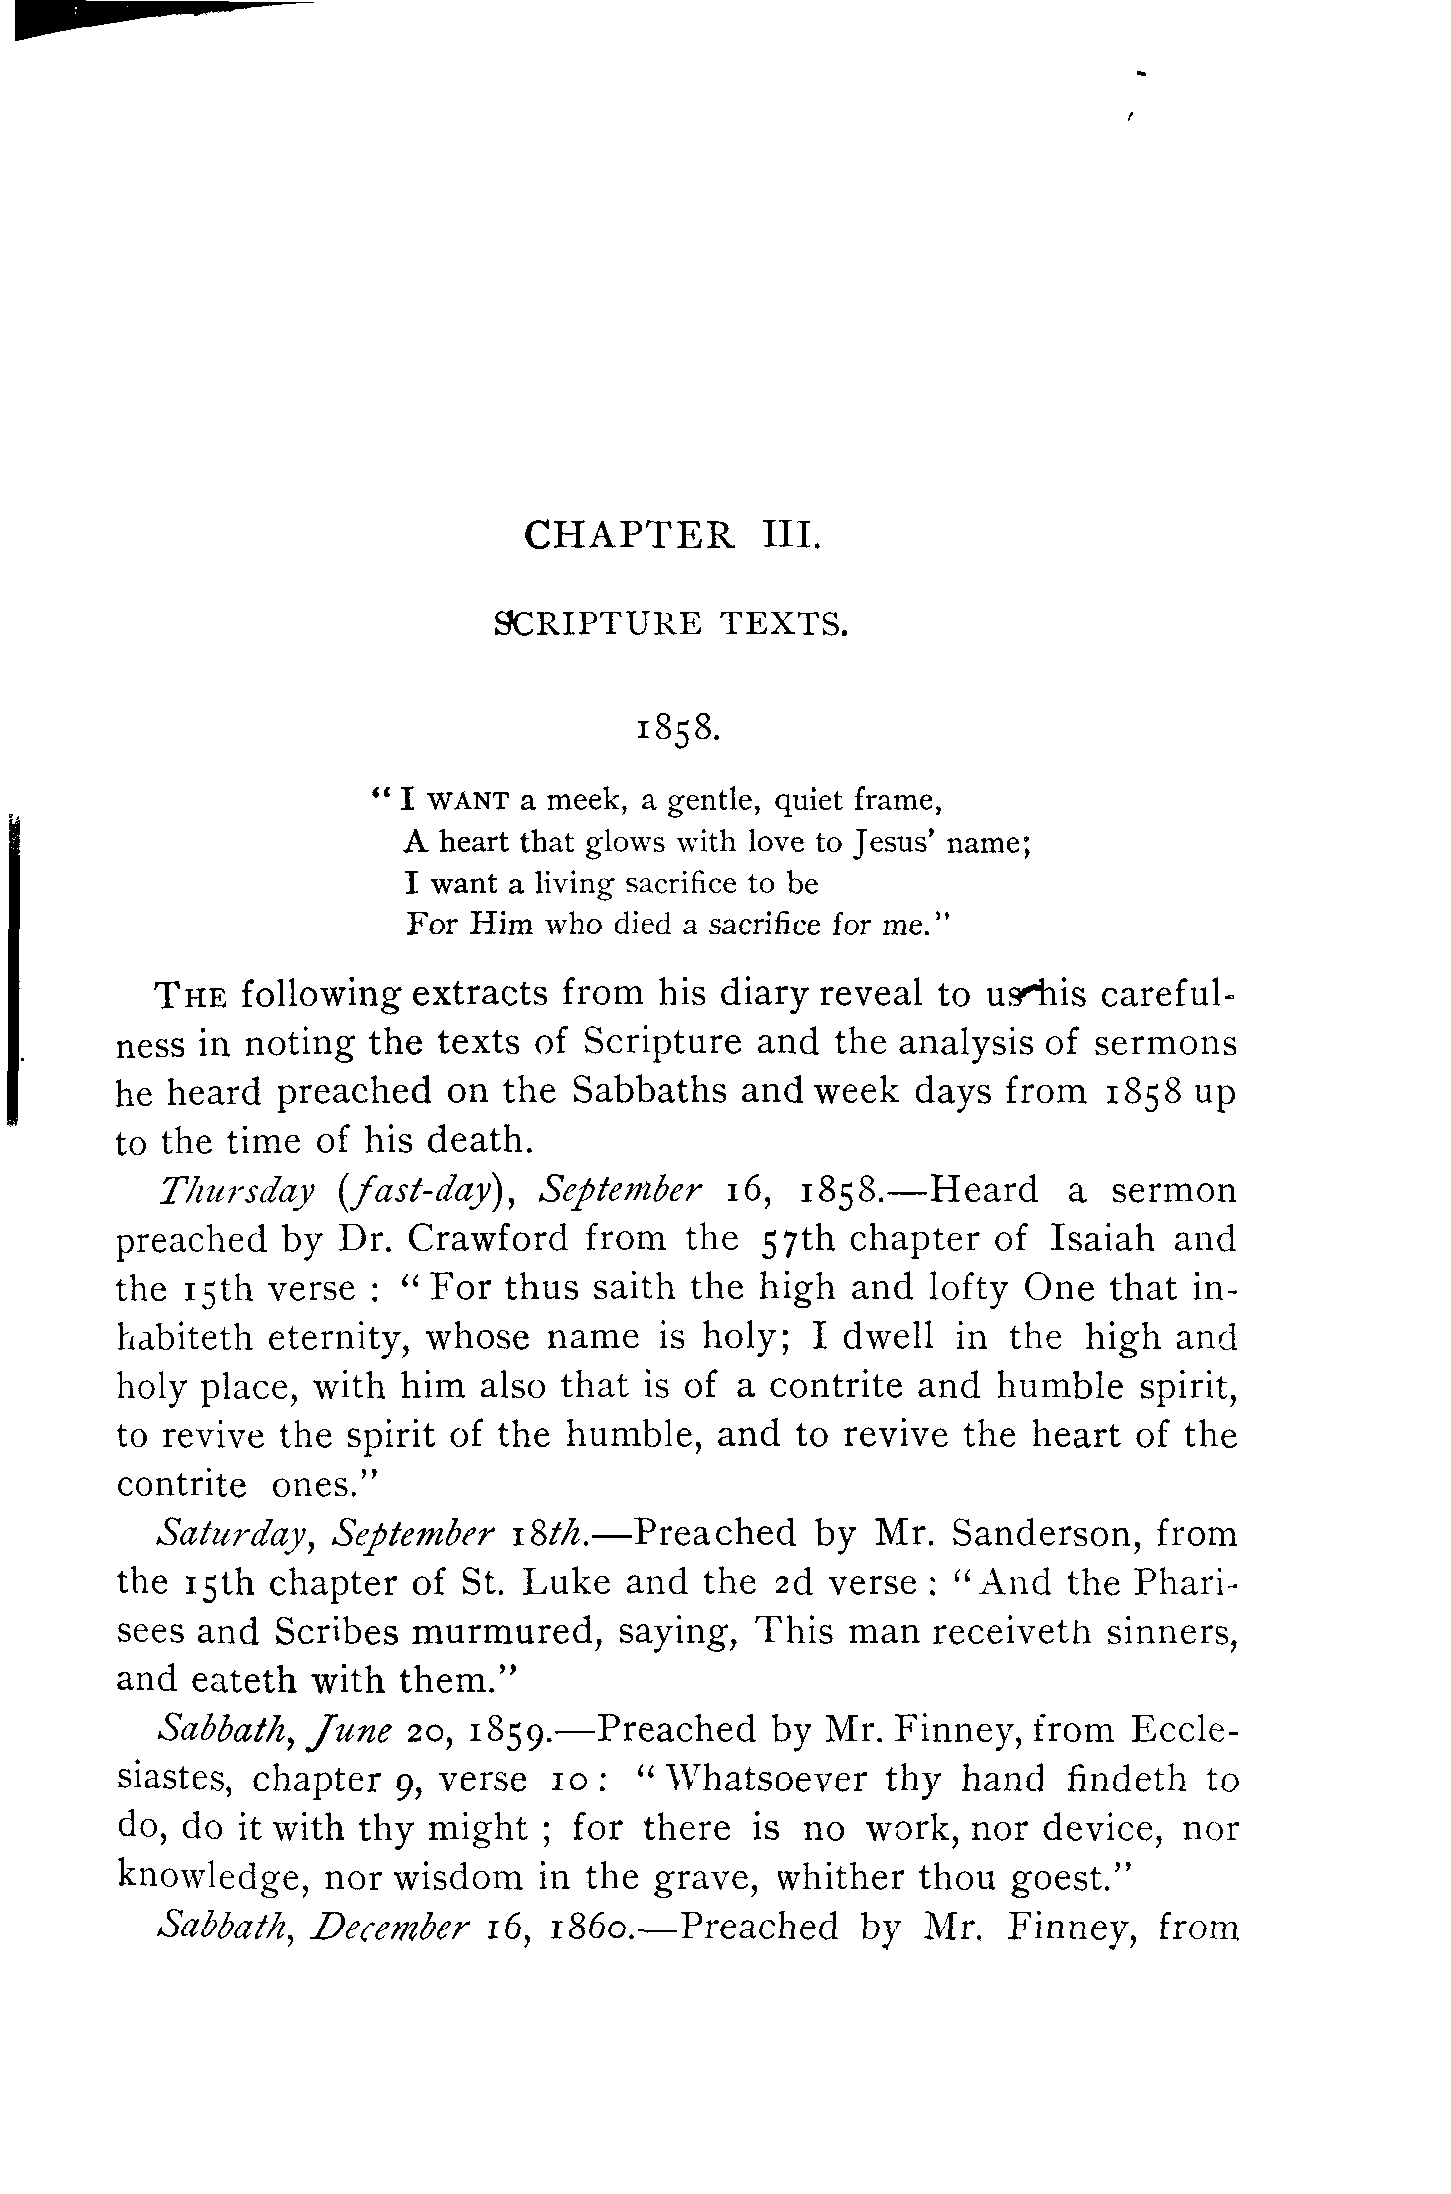 CHAPTER III.
SCRIPTURE TEXTS.
1858.
“ I WANT a meek, a gentle, quiet frame,
A heart that glows with love to Jesus’ name;
I want a living sacrifice to be
For Him who died a sacrifice for me.”
THE following extracts from his diary reveal to us his careful-
ness in noting the texts of Scripture and the analysis of sermons
he heard preached on the Sabbaths and week days from 1858 up
to the time of his death.
Thursday (fast-day), September 16, 1858.—Heard a sermon
preached by Dr. Crawford from the 57th chapter of Isaiah and
the 15th verse : “ For thus saith the high and lofty One that in-
habiteth eternity, whose name is holy; I dwell in the high and
holy place, with him also that is of a contrite and humble spirit,
to revive the spirit of the humble, and to revive the heart of the
contrite ones.”
Saturday, September 18th.—Preached by Mr. Sanderson, from
the 15th chapter of St. Luke and the 2d verse : “ And the Phari-
sees and Scribes murmured, saying, This man receiveth sinners,
and eateth with them.”
Sabbath, June 20, 1859.—Preached by Mr. Finney, from Eccle-
siastes, chapter 9, verse 10 : “ Whatsoever thy hand findeth to
do, do it with thy might ; for there is no work, nor device, nor
knowledge, nor wisdom in the grave, whither thou goest.”
Sabbath, December 16, 1860.—Preached by Mr. Finney, from